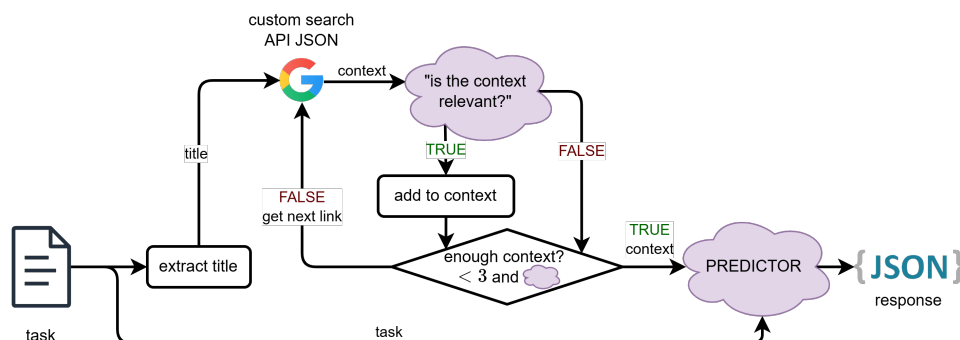 custom search
API JSON
context
"is the context
relevant?"
title
TRUE
FALSE
add to context
FALSE
get next link
enough context?
< 3 and
TRUE
context
extract title
PREDICTOR
{JSON}
response
task
task